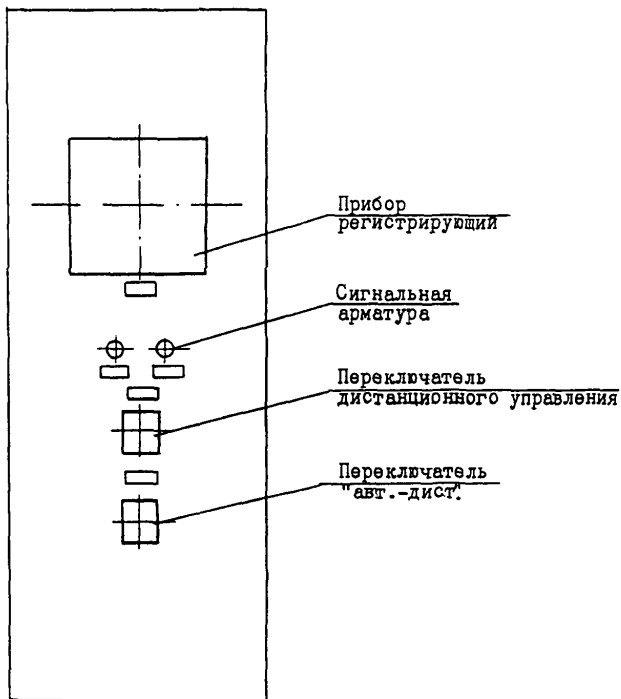 Прибор
регистрирующий
Сигнальная
арматура
Переключатель
дистанционного управления
Переключатель
"авт.-дист".